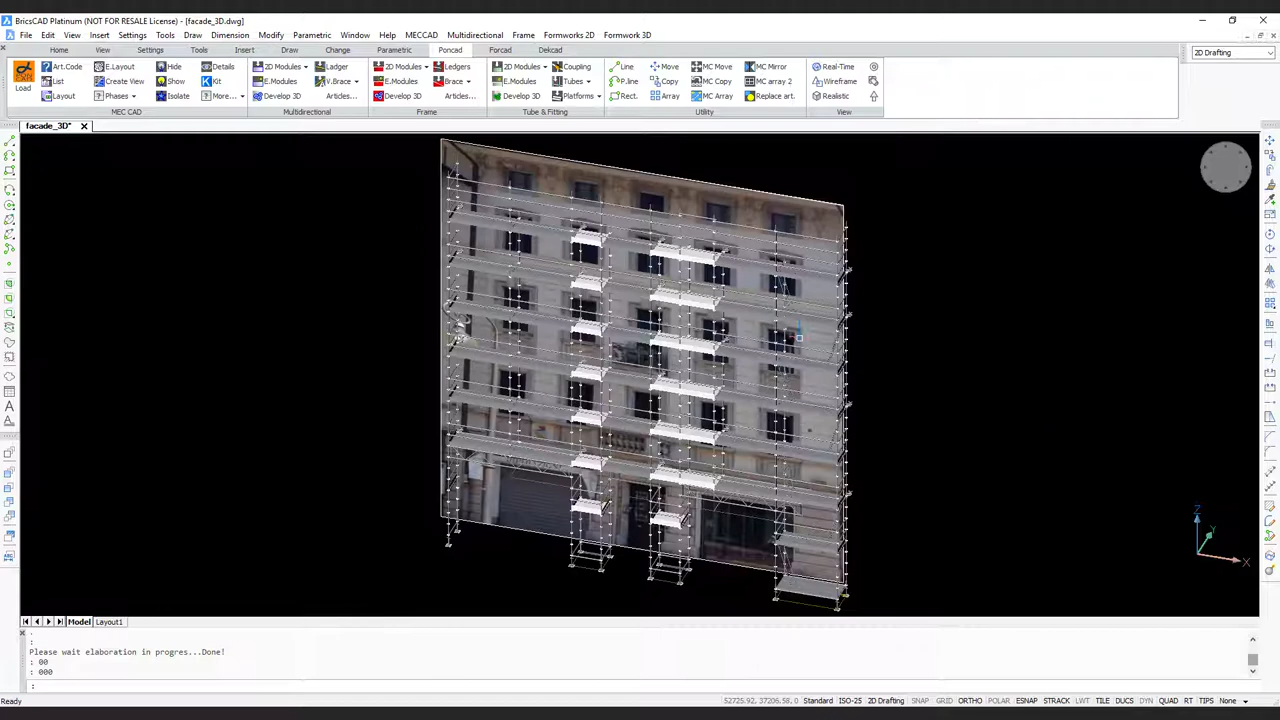 BricsCAD Platinum (NOT FOR RESALE License) - [facade_3D.dwg]
File Edit View Insert Settings Tools Draw Dimension Modify Parametric Window Help MECCAD Multidirectional Frame Formworks 2D Formwork 3D
Home View Settings Tools Insert Draw Change Parametric Poncad Forcad Dekcad
2D Drafting
Load
Art.Code E.Layout Hide Details 2D Modules Ladger 2D Modules Ledgers 2D Modules Coupling Line Move MC Move MC Mirror Real-Time
List Create View Show Kit E.Modules V.Brace E.Modules Brace E.Modules Tubes P.line Copy MC Copy MC array 2 Wireframe
Layout Phases Isolate More... Develop 3D Articles... Develop 3D Articles... Develop 3D Platforms Rect. Array MC Array Replace art. Realistic
MEC CAD Multidirectional Frame Tube & Fitting Utility View
facade_3D*
Z
Y
X
Model Layout1
:
Please wait elaboration in progres...Done!
: 00
: 000
:
Ready 52725.92, 37206.58, 0 Standard ISO-25 2D Drafting SNAP GRID ORTHO POLAR ESNAP STRACK LWT TILE DUCS DYN QUAD RT TIPS None